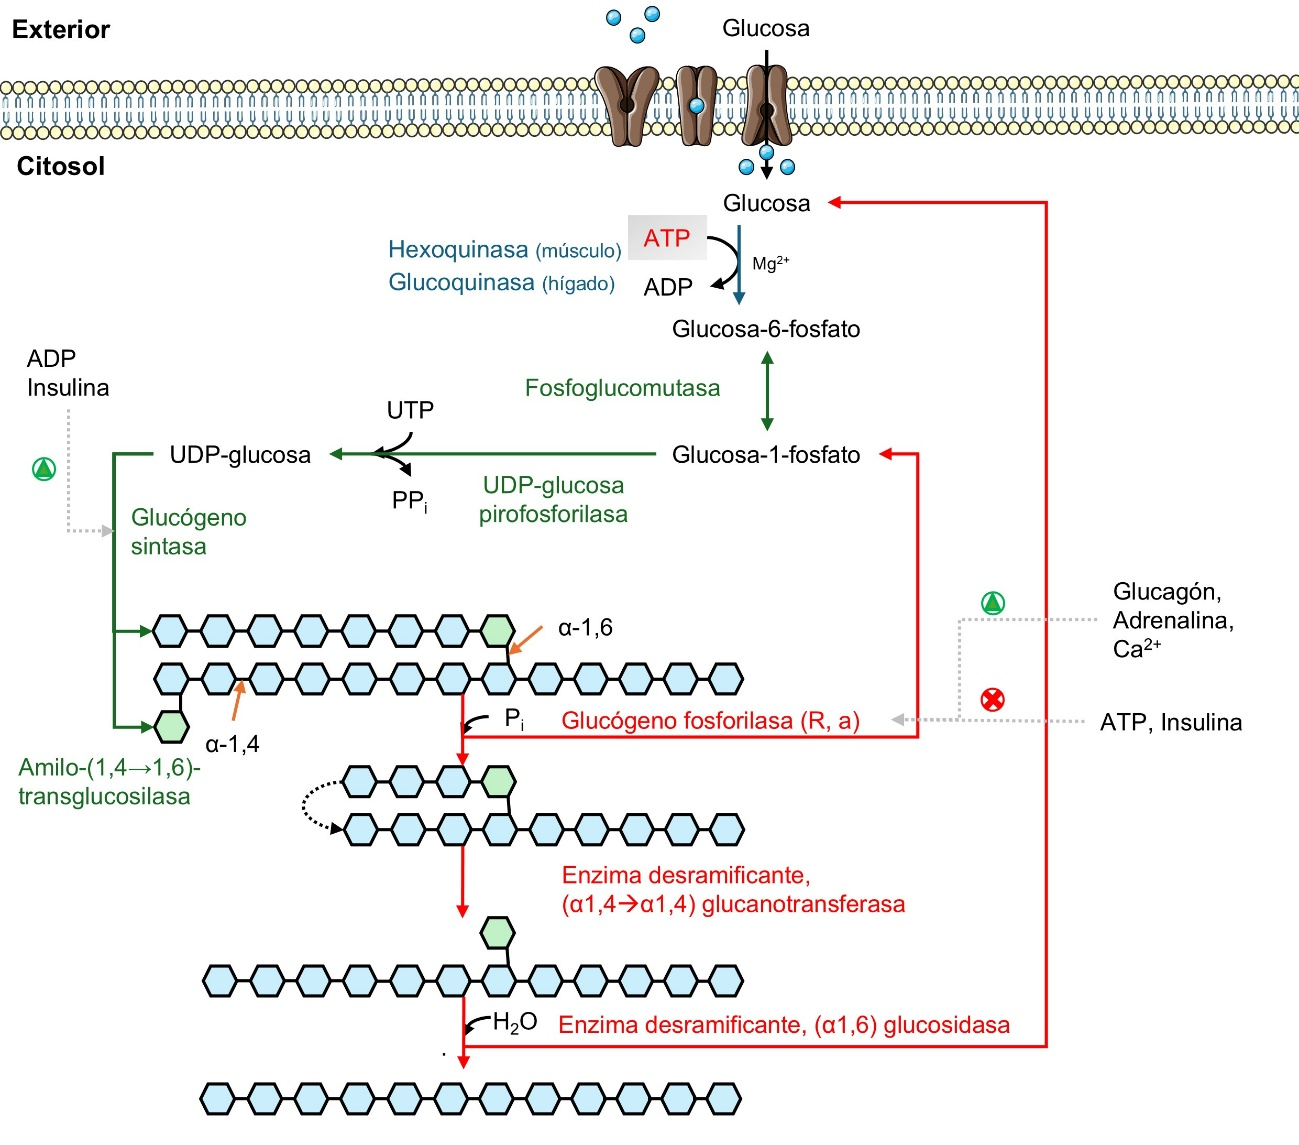 Exterior
Glucosa
Citosol
Glucosa
Hexoquinasa (músculo)
Glucoquinasa (hígado)
ATP
ADP
Mg²⁺
Glucosa-6-fosfato
ADP
Insulina
Fosfoglucomutasa
UTP
UDP-glucosa
Glucosa-1-fosfato
PPᵢ
UDP-glucosa
pirofosforilasa
Glucógeno
sintasa
Glucagón,
Adrenalina,
Ca²⁺
α-1,6
α-1,4
Pᵢ
Glucógeno fosforilasa (R, a)
ATP, Insulina
Amilo-(1,4→1,6)-
transglucosilasa
Enzima desramificante,
(α1,4→α1,4) glucanotransferasa
H₂O
Enzima desramificante, (α1,6) glucosidasa